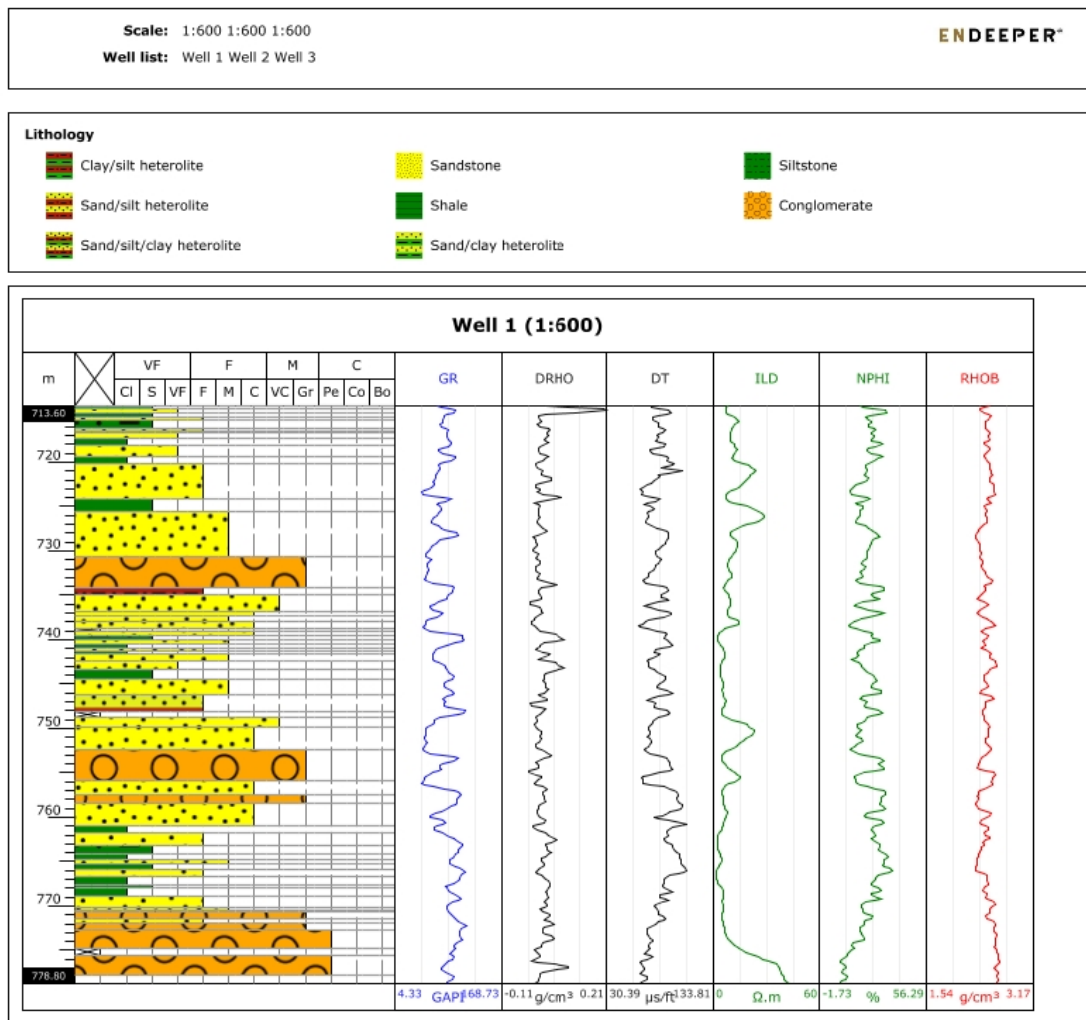 Scale: 1:600 1:600 1:600
ENDEEPER
Well list: Well 1 Well 2 Well 3
Lithology
Clay/silt heterolite Sandstone Siltstone
Sand/silt heterolite Shale Conglomerate
Sand/silt/clay heterolite Sand/clay heterolite
Well 1 (1:600)
m VF F M C GR DRHO DT ILD NPHI RHOB
Cl S VF F M C VC Gr Pe Co Bo
713.60
720
730
740
750
760
770
778.80
4.33 GAPI 168.73 -0.11 g/cm³ 0.21 30.39 µs/ft 133.81 0 Ω.m 60 -1.73 % 56.29 1.54 g/cm³ 3.17